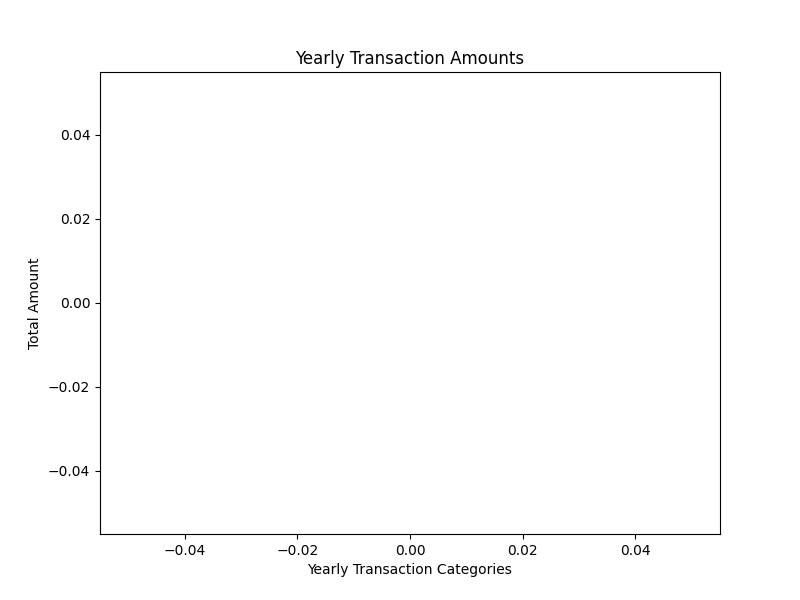 Yearly Transaction Amounts
0.04
0.02
0.00
−0.02
−0.04
Total Amount
−0.04 −0.02 0.00 0.02 0.04
Yearly Transaction Categories